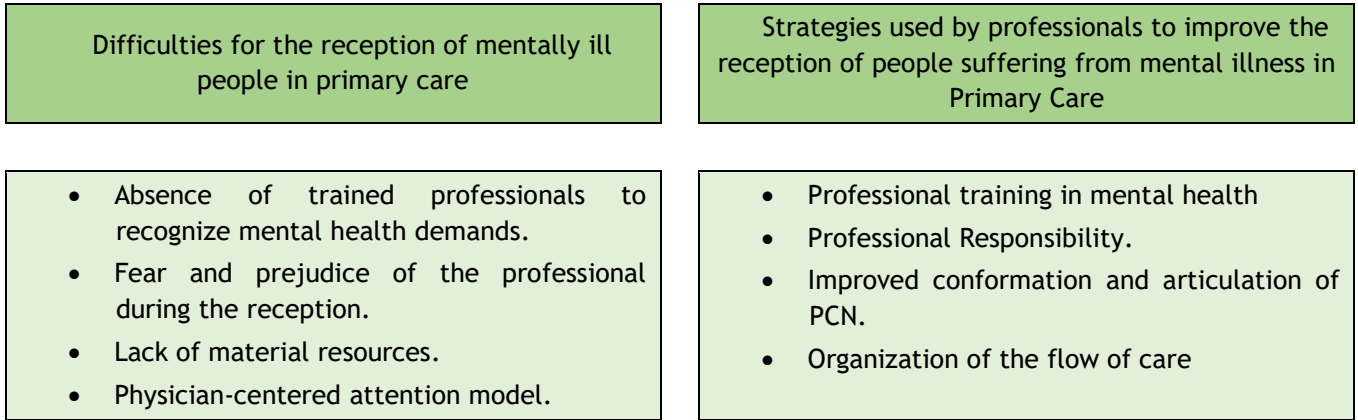 Difficulties for the reception of mentally ill
people in primary care
Strategies used by professionals to improve the
reception of people suffering from mental illness in
Primary Care
• Absence of trained professionals to
recognize mental health demands.
• Fear and prejudice of the professional
during the reception.
• Lack of material resources.
• Physician-centered attention model.
• Professional training in mental health
• Professional Responsibility.
• Improved conformation and articulation of
PCN.
• Organization of the flow of care